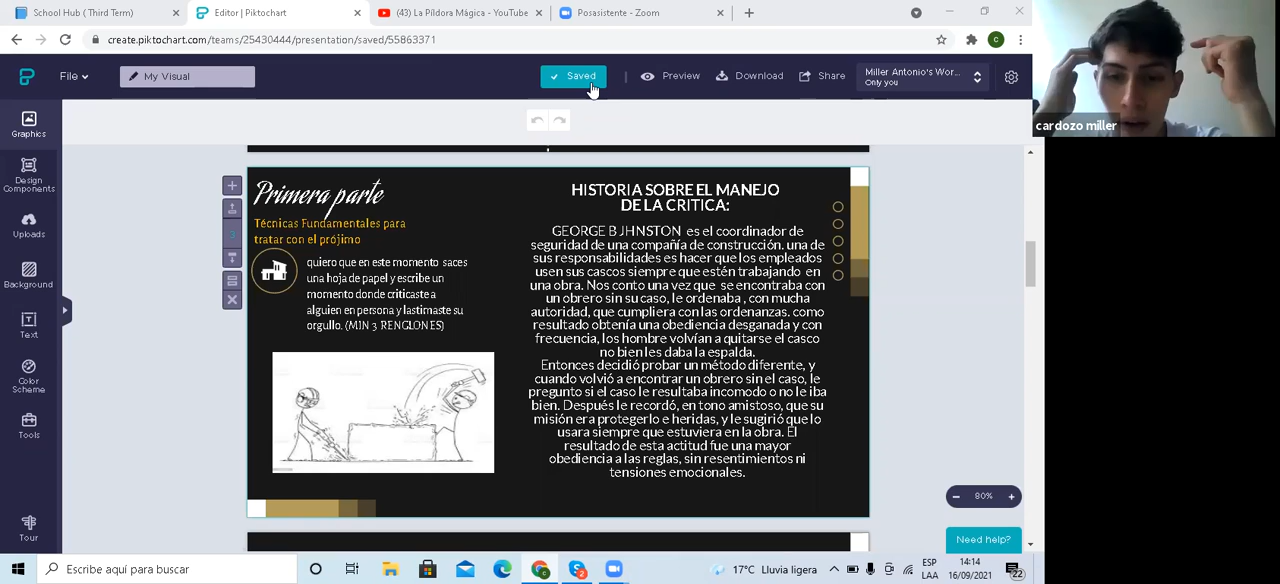 School Hub ( Third Term)
Editor | Piktochart
(43) La Píldora Mágica - YouTube
Posasistente - Zoom
create.piktochart.com/teams/25430444/presentation/saved/55863371
C
File
My Visual
Saved
Preview
Download
Share
Miller Antonio's Wor...
Only you
cardozo miller
Graphics
Design
Components
Uploads
Background
Text
Color
Scheme
Tools
Tour
3
Primera parte
Técnicas Fundamentales para
tratar con el prójimo
quiero que en este momento saces
una hoja de papel y escribe un
momento donde criticaste a
alguien en persona y lastimaste su
orgullo. (MIN 3 RENGLONES)
HISTORIA SOBRE EL MANEJO
DE LA CRITICA:
GEORGE B JHNSTON es el coordinador de
seguridad de una compañía de construcción. una de
sus responsabilidades es hacer que los empleados
usen sus cascos siempre que estén trabajando en
una obra. Nos conto una vez que se encontraba con
un obrero sin su caso, le ordenaba , con mucha
autoridad, que cumpliera con las ordenanzas. como
resultado obtenía una obediencia desganada y con
frecuencia, los hombre volvían a quitarse el casco
no bien les daba la espalda.
Entonces decidió probar un método diferente, y
cuando volvió a encontrar un obrero sin el caso, le
pregunto si el caso le resultaba incomodo o no le iba
bien. Después le recordó, en tono amistoso, que su
misión era protegerlo e heridas, y le sugirió que lo
usara siempre que estuviera en la obra. El
resultado de esta actitud fue una mayor
obediencia a las reglas, sin resentimientos ni
tensiones emocionales.
80%
Need help?
Escribe aquí para buscar
2
17°C Lluvia ligera
ESP
LAA
14:14
16/09/2021
22